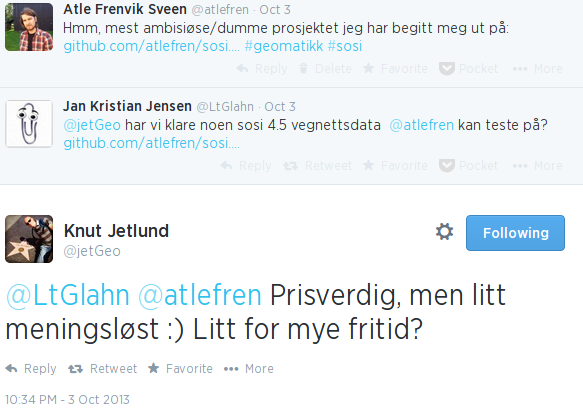 Atle Frenvik Sveen @atlefren · Oct 3
Hmm, mest ambisiøse/dumme prosjektet jeg har begitt meg ut på:
github.com/atlefren/sosi.… #geomatikk #sosi
Reply Delete Favorite Pocket More
Jan Kristian Jensen @LtGlahn · Oct 3
@jetGeo har vi klare noen sosi 4.5 vegnettsdata @atlefren kan teste på?
github.com/atlefren/sosi.…
Reply Retweet Favorite Pocket More
Knut Jetlund
Following
@jetGeo
@LtGlahn @atlefren Prisverdig, men litt
meningsløst :) Litt for mye fritid?
Reply Retweet Favorite More
10:34 PM - 3 Oct 2013